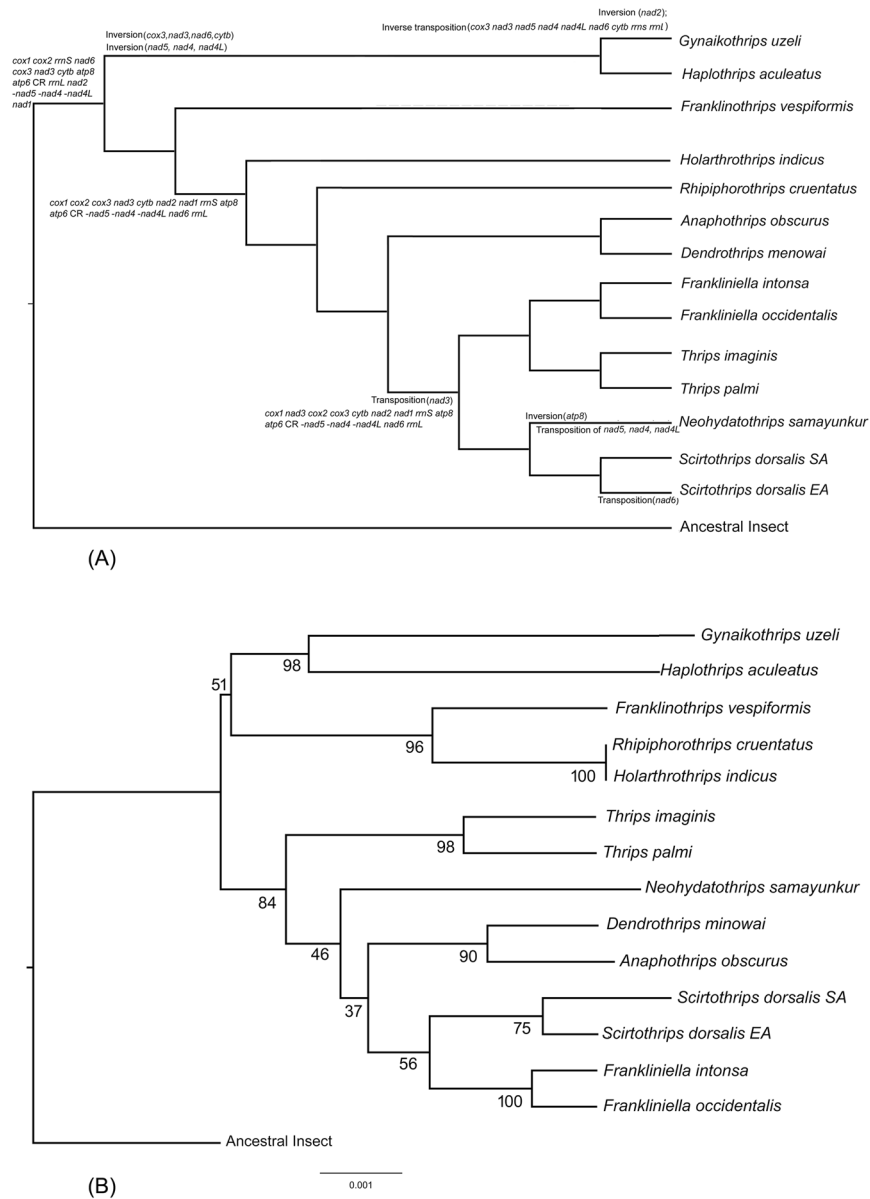 Inversion (nad2);
Inverse transposition(cox3 nad3 nad5 nad4 nad4L nad6 cytb rrns rrnL)
Inversion(cox3,nad3,nad6,cytb)
Inversion (nad5, nad4, nad4L)
Gynaikothrips uzeli
cox1 cox2 rrnS nad6
cox3 nad3 cytb atp8
atp6 CR rrnL nad2
-nad5 -nad4 -nad4L
nad1
Haplothrips aculeatus
Franklinothrips vespiformis
Holarthrothrips indicus
Rhipiphorothrips cruentatus
cox1 cox2 cox3 nad3 cytb nad2 nad1 rrnS atp8
atp6 CR -nad5 -nad4 -nad4L nad6 rrnL
Anaphothrips obscurus
Dendrothrips menowai
Frankliniella intonsa
Frankliniella occidentalis
Thrips imaginis
Thrips palmi
Transposition(nad3)
cox1 nad3 cox2 cox3 cytb nad2 nad1 rrnS atp8
atp6 CR -nad5 -nad4 -nad4L nad6 rrnL
Inversion(atp8)
Transposition of nad5, nad4, nad4L
Neohydatothrips samayunkur
Scirtothrips dorsalis SA
Scirtothrips dorsalis EA
Transposition(nad6)
Ancestral Insect
(A)
Gynaikothrips uzeli
98
Haplothrips aculeatus
51
Franklinothrips vespiformis
96
Rhipiphorothrips cruentatus
100
Holarthothrips indicus
Thrips imaginis
98
Thrips palmi
84
Neohydatothrips samayunkur
46
Dendrothrips minowai
90
Anaphothrips obscurus
37
Scirtothrips dorsalis SA
75
Scirtothrips dorsalis EA
56
Frankliniella intonsa
100
Frankliniella occidentalis
Ancestral Insect
0.001
(B)